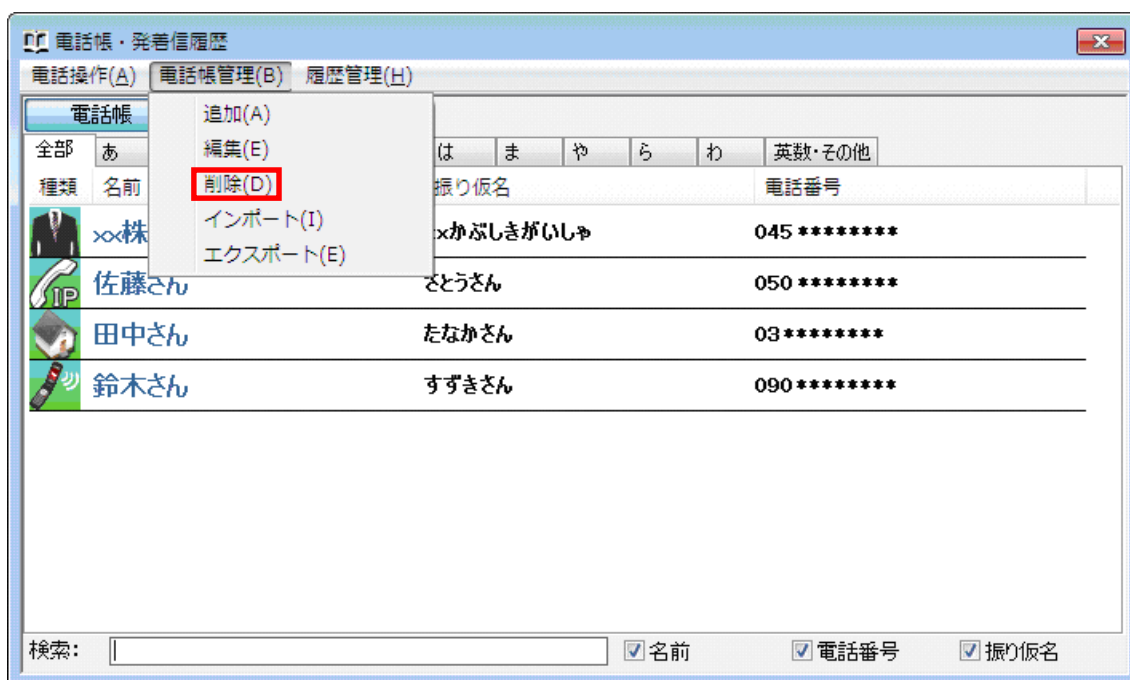 電話帳・発着信履歴
電話操作(A) 電話帳管理(B) 履歴管理(H)
電話帳
追加(A)
編集(E)
削除(D)
インポート(I)
エクスポート(E)
全部 あ は ま や ら わ 英数・その他
種類 名前 振り仮名 電話番号
xx株 xかぶしきがいしゃ 045********
IP 佐藤さん さとうさん 050********
田中さん たなかさん 03********
鈴木さん すずきさん 090********
検索: 名前 電話番号 振り仮名